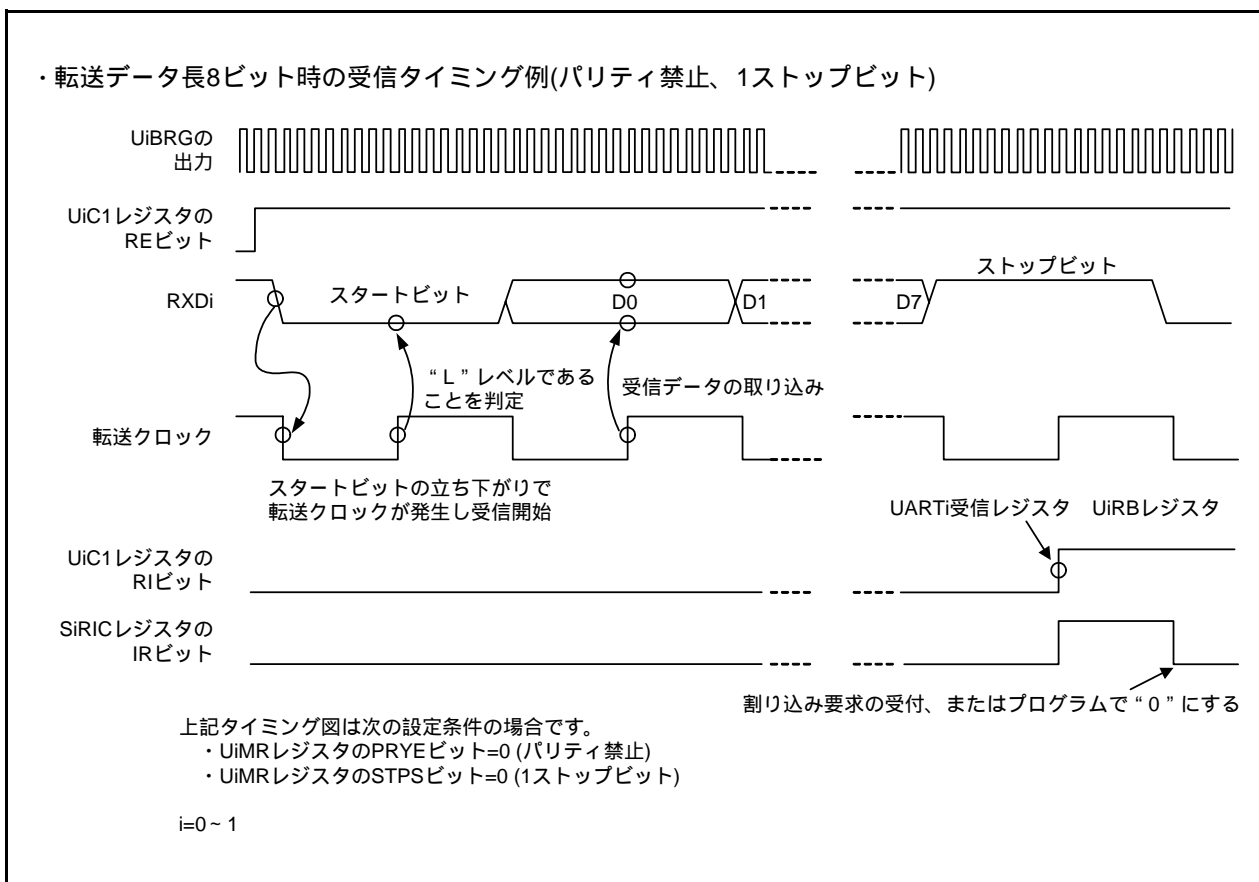 ・転送データ長8ビット時の受信タイミング例(パリティ禁止、1ストップビット)
UiBRGの
出力
UiC1レジスタの
REビット
RXDi
スタートビット
D0
D1
D7
ストップビット
“L”レベルである
ことを判定
受信データの取り込み
転送クロック
スタートビットの立ち下がりで
転送クロックが発生し受信開始
UARTi受信レジスタ UiRBレジスタ
UiC1レジスタの
RIビット
SiRICレジスタの
IRビット
割り込み要求の受付、またはプログラムで“0”にする
上記タイミング図は次の設定条件の場合です。
・UiMRレジスタのPRYEビット=0 (パリティ禁止)
・UiMRレジスタのSTPSビット=0 (1ストップビット)
i=0~1